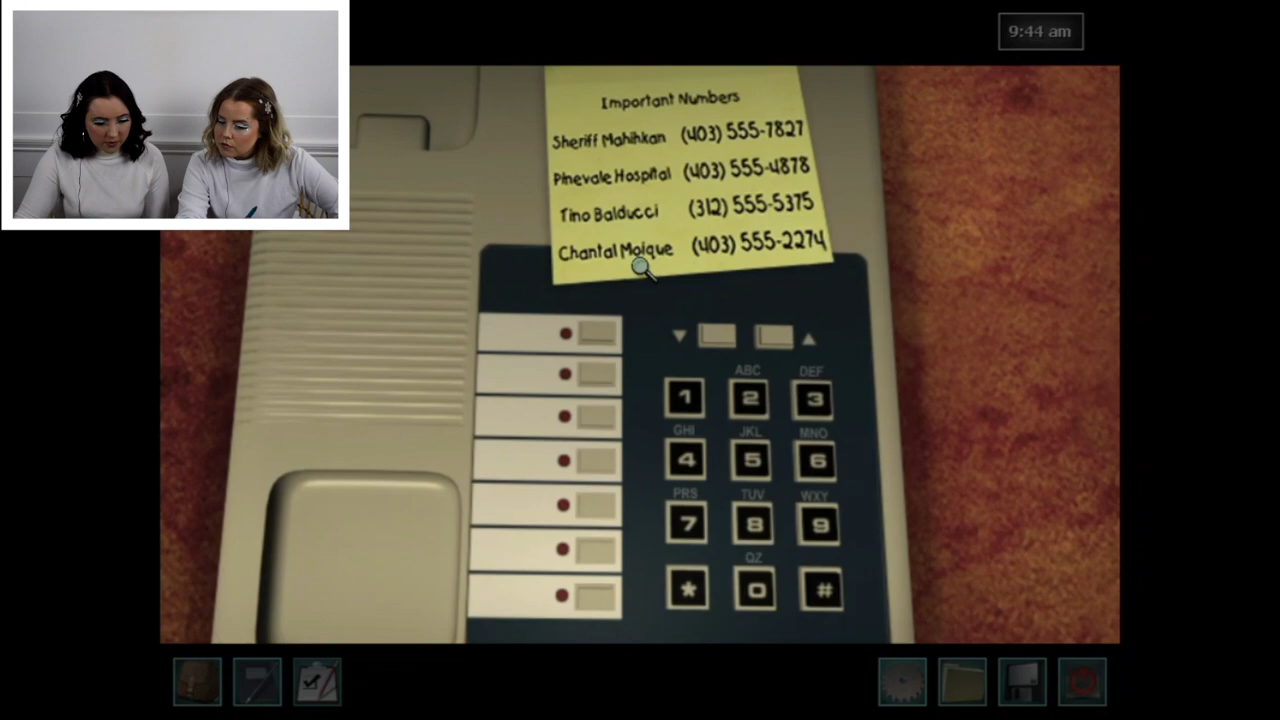 9:44 am
Important Numbers
Sheriff Mahihkan (403) 555-7827
Pinevale Hospital (403) 555-4878
Tino Balducci (312) 555-5375
Chantal Moique (403) 555-2274
ABC DEF
1 2 3
GHI JKL MNO
4 5 6
PRS TUV WXY
7 8 9
QZ
* 0 #